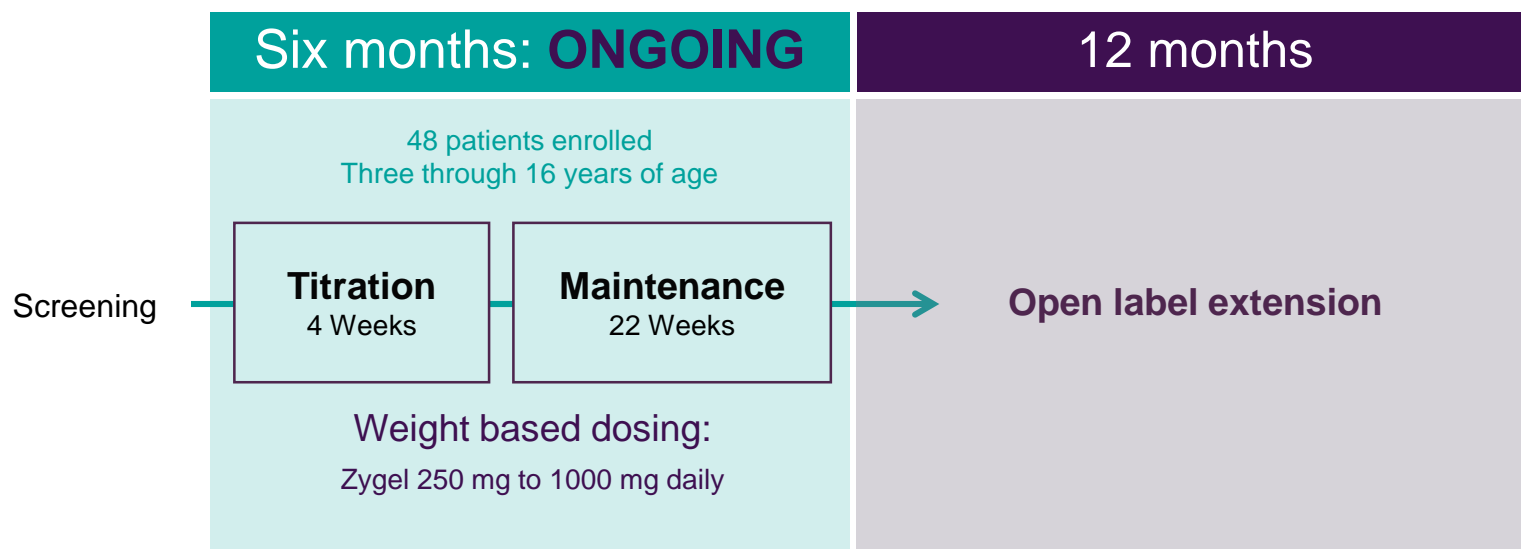 Six months: ONGOING
12 months
48 patients enrolled
Three through 16 years of age
Screening
Titration
4 Weeks
Maintenance
22 Weeks
Open label extension
Weight based dosing:
Zygel 250 mg to 1000 mg daily